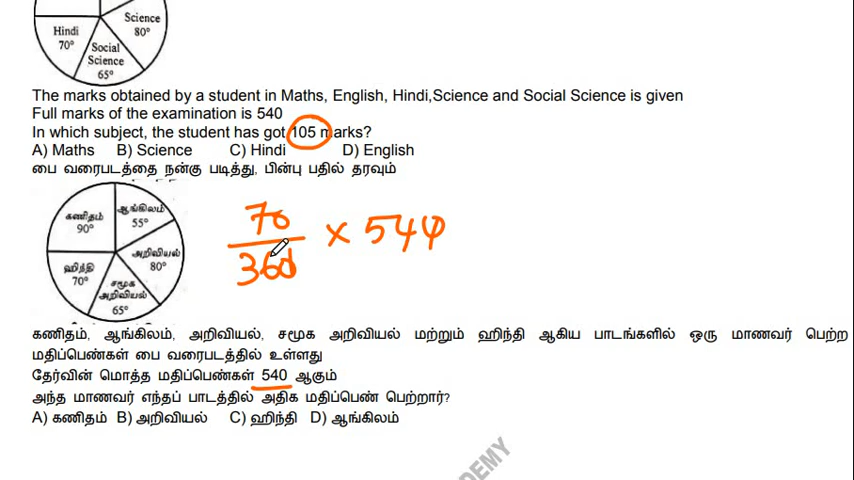 Science
80°
Hindi
70°
Social
Science
65°
The marks obtained by a student in Maths, English, Hindi,Science and Social Science is given
Full marks of the examination is 540
In which subject, the student has got 105 marks?
A) Maths B) Science C) Hindi D) English
பை வரைபடத்தை நன்கு படித்து, பின்பு பதில் தரவும்
கணிதம்
90°
ஆங்கிலம்
55°
அறிவியல்
80°
ஹிந்தி
70°
சமூக
அறிவியல்
65°
70
360 × 540
கணிதம், ஆங்கிலம், அறிவியல், சமூக அறிவியல் மற்றும் ஹிந்தி ஆகிய பாடங்களில் ஒரு மாணவர் பெற்ற
மதிப்பெண்கள் பை வரைபடத்தில் உள்ளது
தேர்வின் மொத்த மதிப்பெண்கள் 540 ஆகும்
அந்த மாணவர் எந்தப் பாடத்தில் அதிக மதிப்பெண் பெற்றார்?
A) கணிதம் B) அறிவியல் C) ஹிந்தி D) ஆங்கிலம்